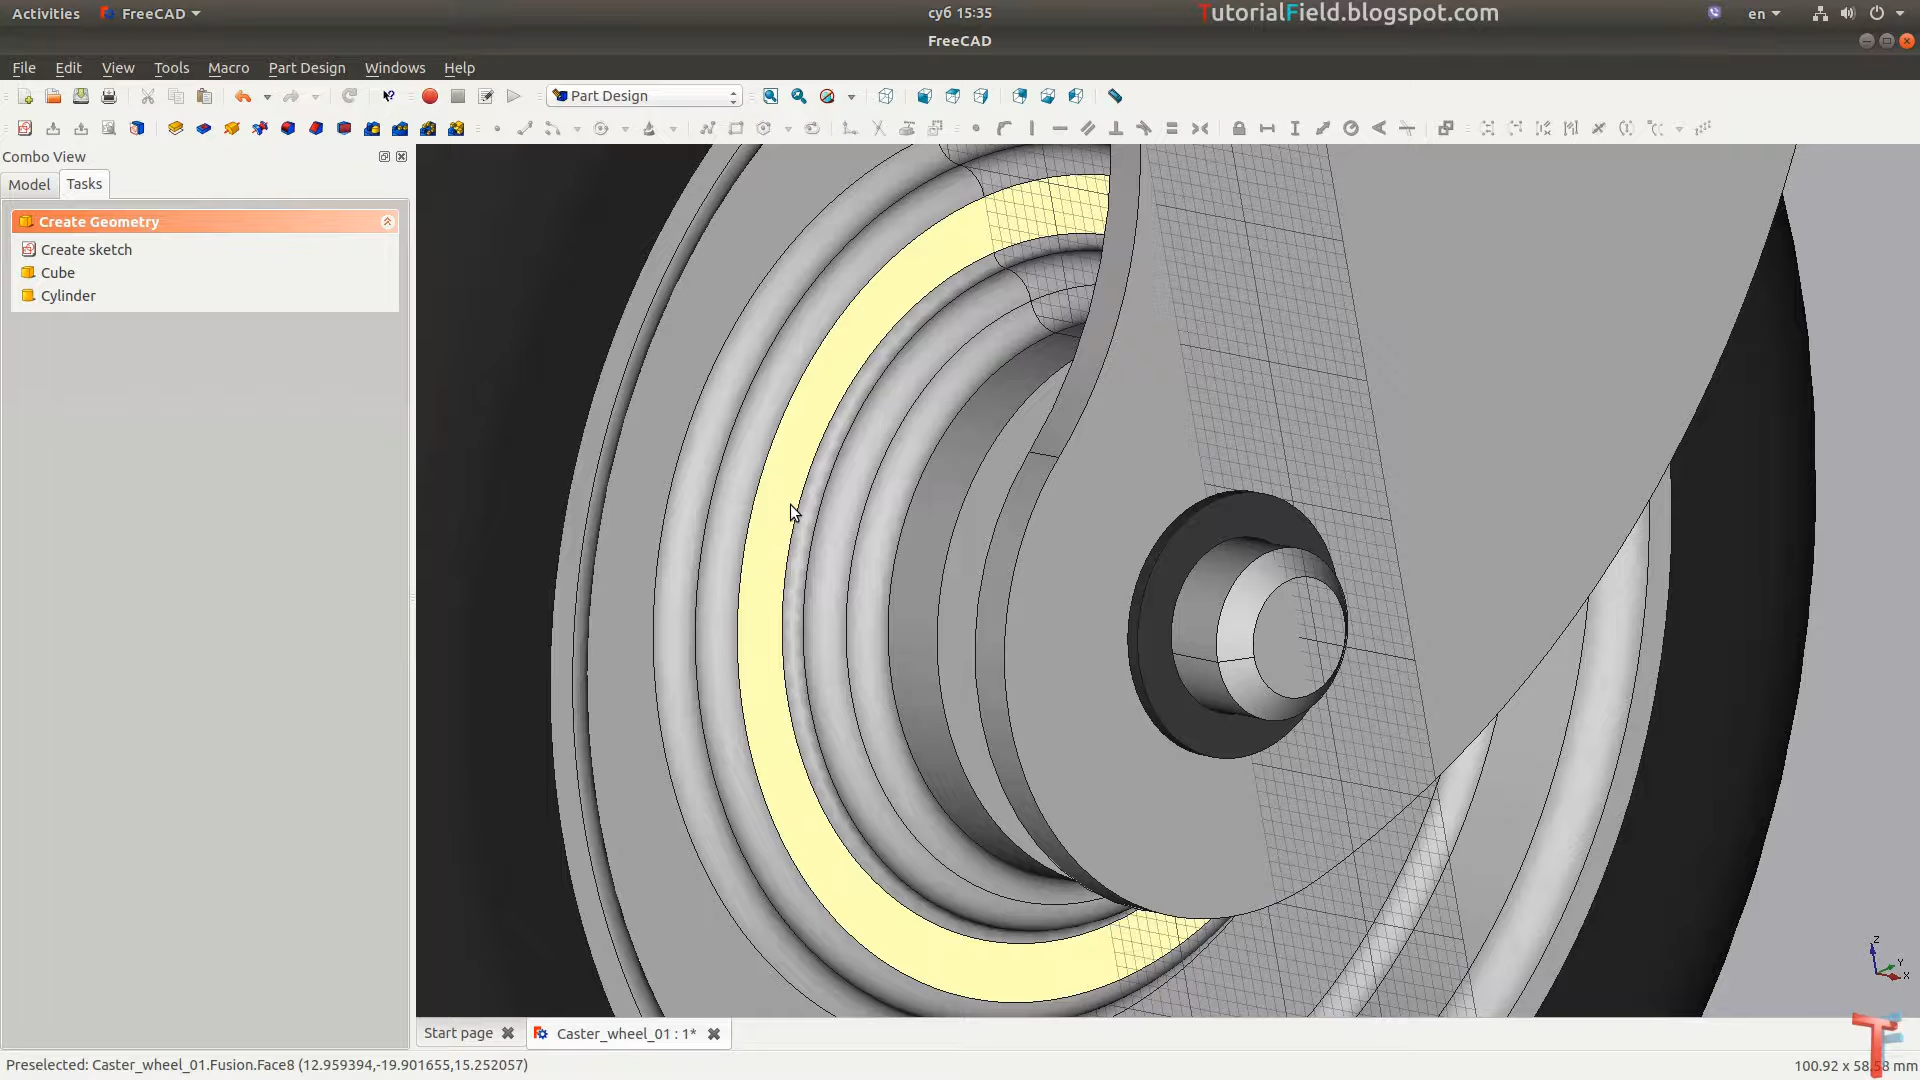 Activities FreeCAD суб 15:35 TutorialField.blogspot.com en
FreeCAD
File Edit View Tools Macro Part Design Windows Help
Part Design
Combo View
Model Tasks
Create Geometry
Create sketch
Cube
Cylinder
Z
Y
X
Start page Caster_wheel_01 : 1*
TF
Preselected: Caster_wheel_01.Fusion.Face8 (12.959394,-19.901655,15.252057) 100.92 x 58.58 mm